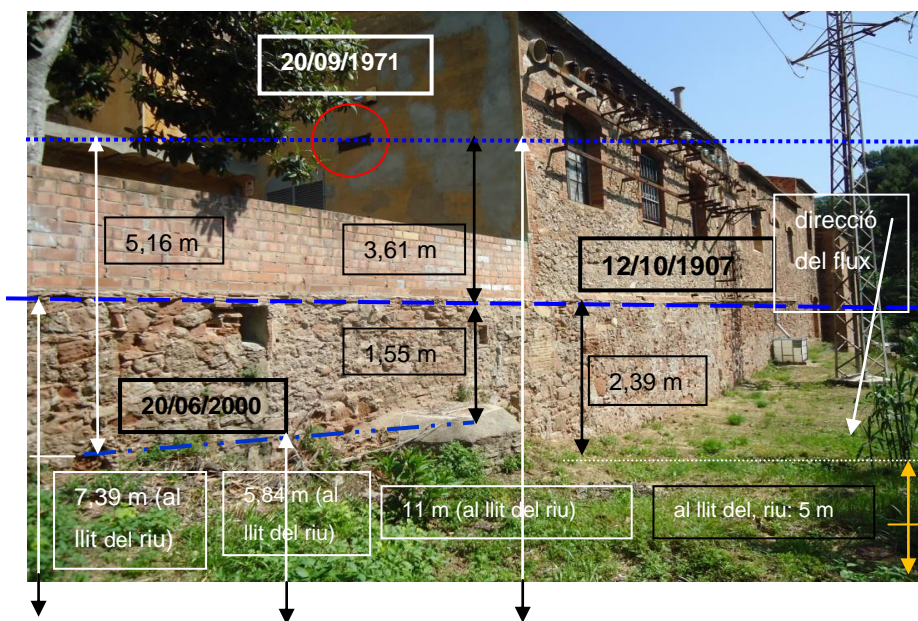 20/09/1971
direcció
del flux
5,16 m
3,61 m
12/10/1907
1,55 m
2,39 m
20/06/2000
7,39 m (al
llit del riu)
5,84 m (al
llit del riu)
11 m (al llit del riu)
al llit del, riu: 5 m